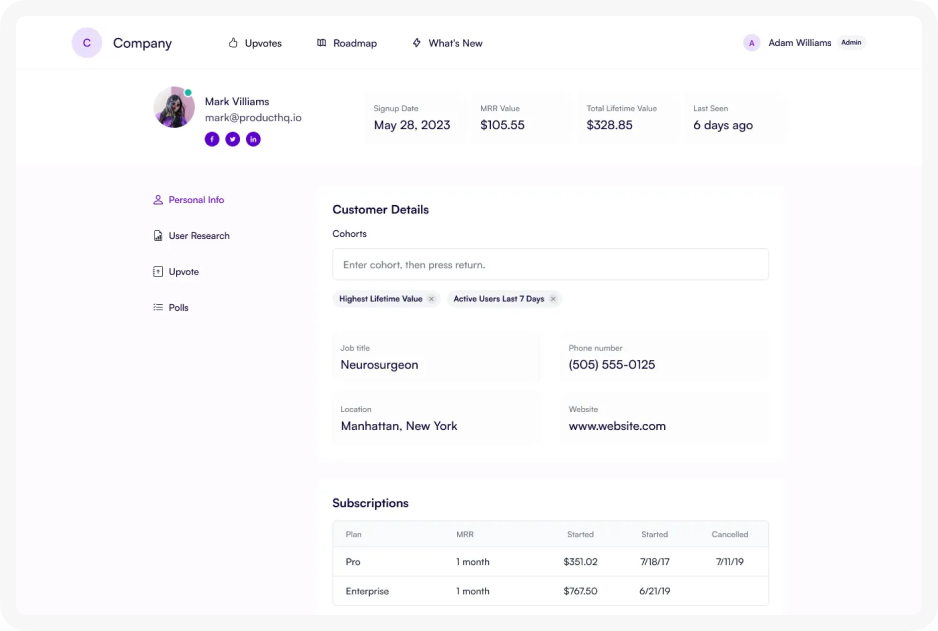 C Company Upvotes Roadmap What's New A Adam Williams Admin
Mark Villiams
mark@producthq.io
Signup Date
May 28, 2023
MRR Value
$105.55
Total Lifetime Value
$328.85
Last Seen
6 days ago
Personal Info
User Research
Upvote
Polls
Customer Details
Cohorts
Enter cohort, then press return.
Highest Lifetime Value × Active Users Last 7 Days ×
Job title
Neurosurgeon
Phone number
(505) 555-0125
Location
Manhattan, New York
Website
www.website.com
Subscriptions
Plan MRR Started Started Cancelled
Pro 1 month $351.02 7/18/17 7/11/19
Enterprise 1 month $767.50 6/21/19